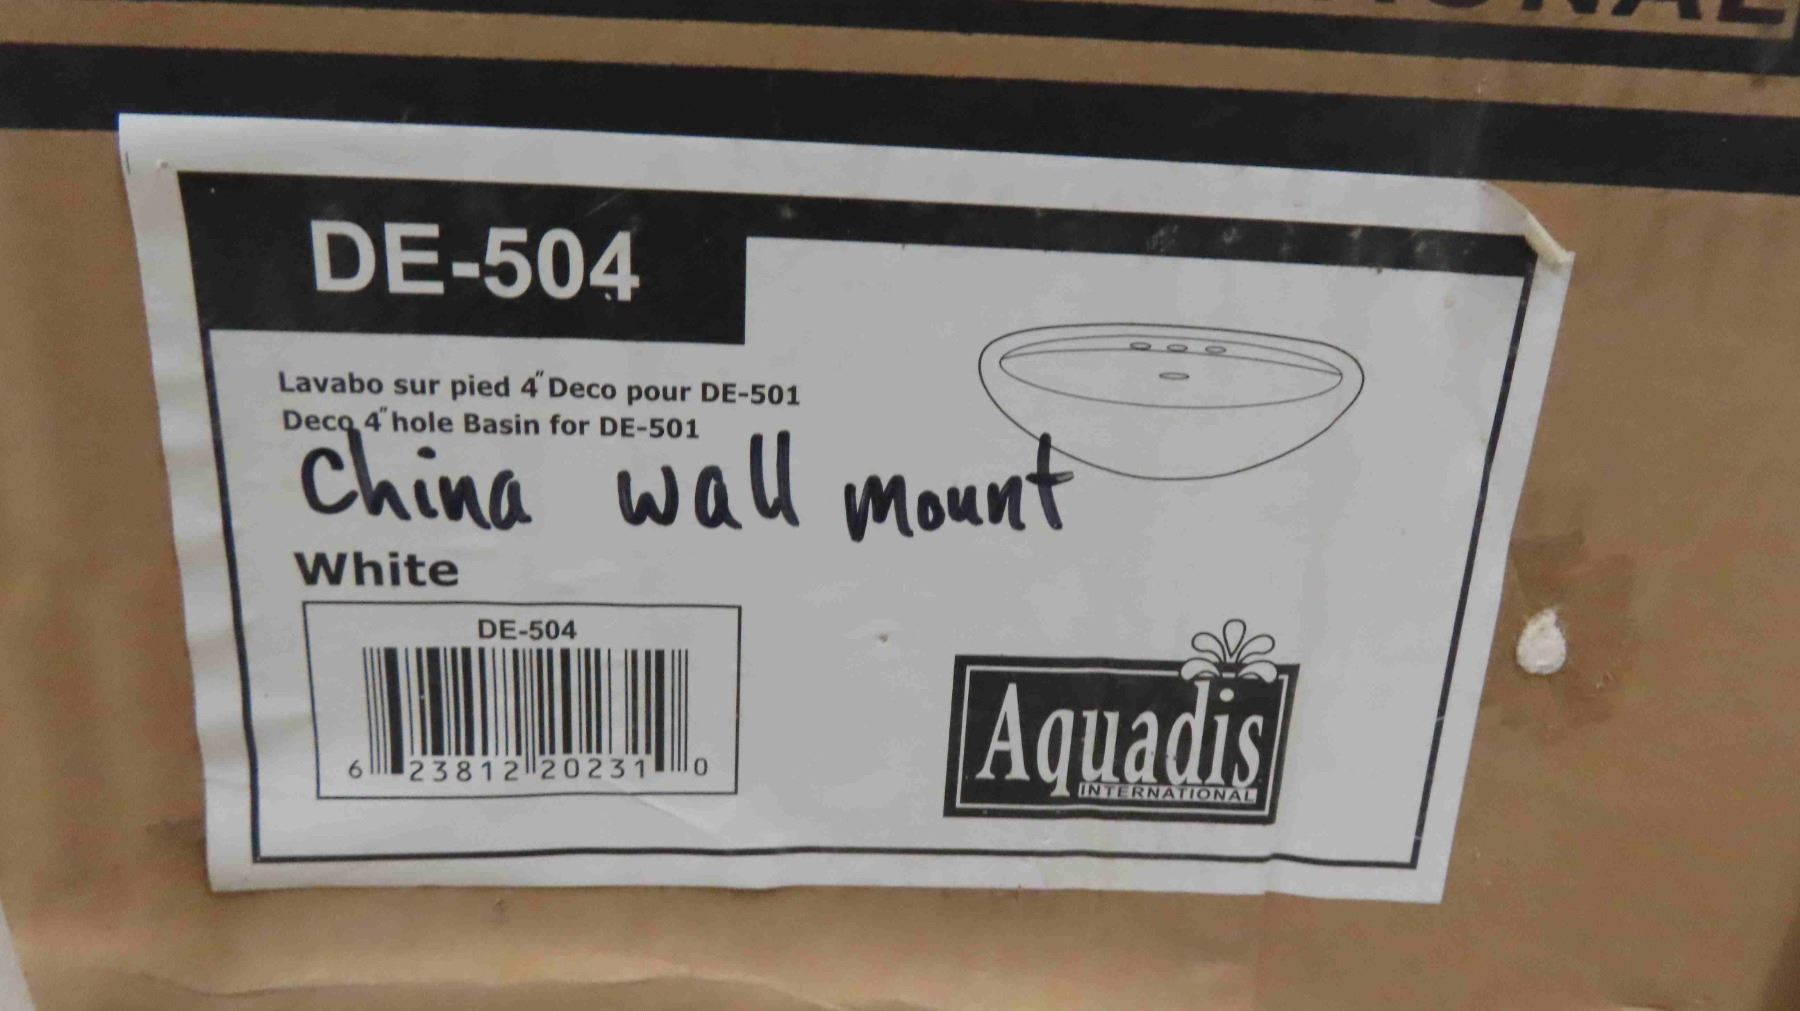 DE-504
Lavabo sur pied 4" Deco pour DE-501
Deco 4" hole Basin for DE-501
China wall mount
White
DE-504
6 23812 20231 0
Aquadis
INTERNATIONAL